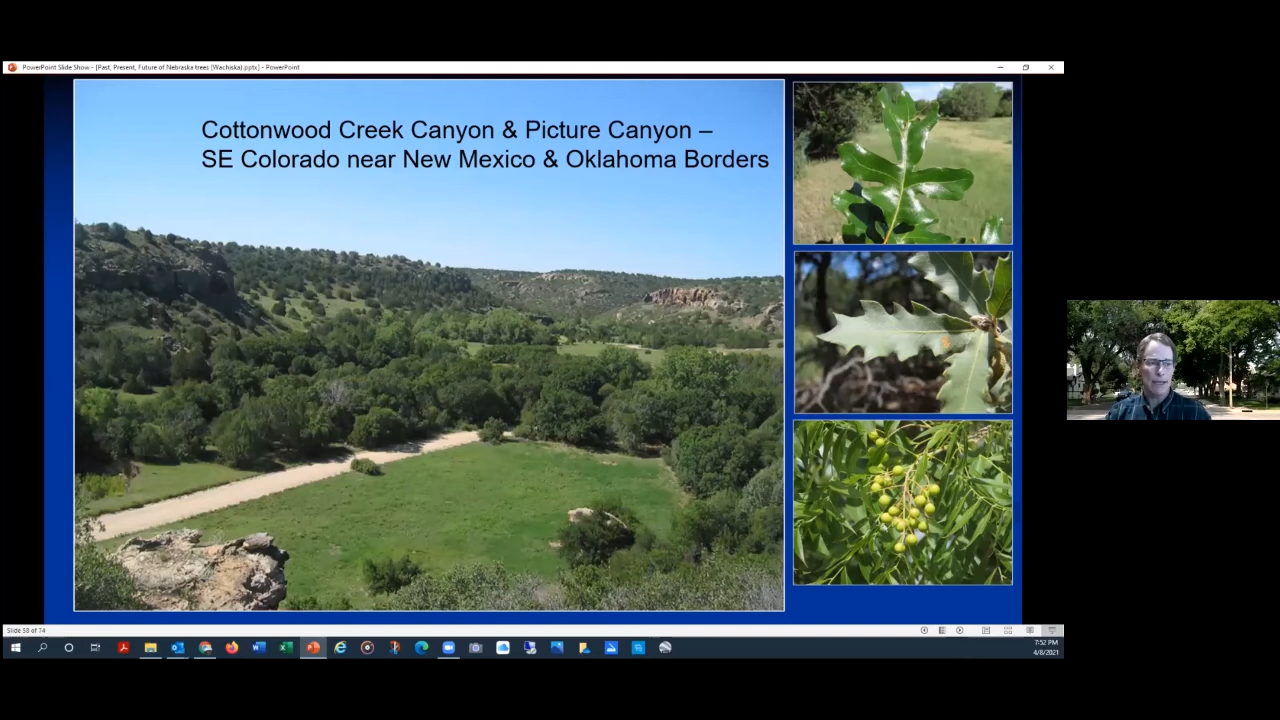 PowerPoint Slide Show - [Past, Present, Future of Nebraska trees (Wachiska).pptx] - PowerPoint
Cottonwood Creek Canyon & Picture Canyon –
SE Colorado near New Mexico & Oklahoma Borders
Slide 58 of 74
7:52 PM
4/8/2021